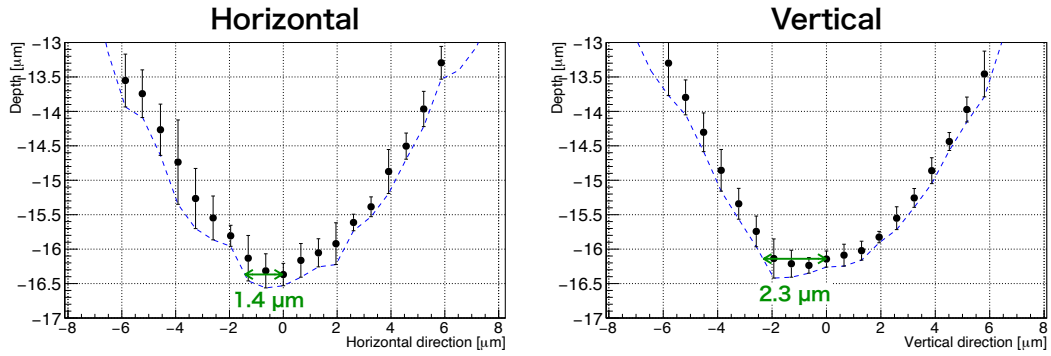 Horizontal
Depth [μm]
−13
−13.5
−14
−14.5
−15
−15.5
−16
−16.5
−17
1.4 μm
−8 −6 −4 −2 0 2 4 6 8
Horizontal direction [μm]
Vertical
Depth [μm]
−13
−13.5
−14
−14.5
−15
−15.5
−16
−16.5
−17
2.3 μm
−8 −6 −4 −2 0 2 4 6 8
Vertical direction [μm]